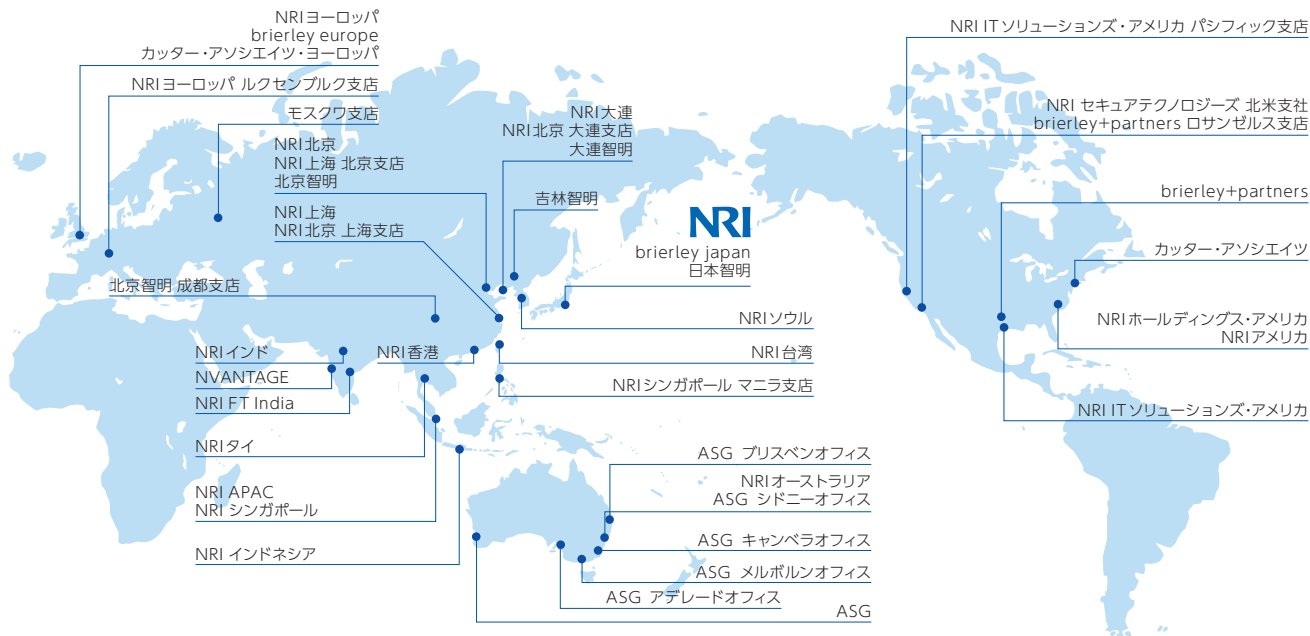 NRIヨーロッパ
brierley europe
カッター・アソシエイツ・ヨーロッパ
NRIヨーロッパ ルクセンブルク支店
モスクワ支店
NRI北京
NRI上海 北京支店
北京智明
NRI上海
NRI北京 上海支店
北京智明 成都支店
NRI大連
NRI北京 大連支店
大連智明
吉林智明
NRI
brierley japan
日本智明
NRIソウル
NRI台湾
NRIシンガポール マニラ支店
NRIインド
NRI香港
NVANTAGE
NRI FT India
NRIタイ
NRI APAC
NRI シンガポール
NRI インドネシア
ASG ブリスベンオフィス
NRIオーストラリア
ASG シドニーオフィス
ASG キャンベラオフィス
ASG メルボルンオフィス
ASG アデレードオフィス
ASG
NRI ITソリューションズ・アメリカ パシフィック支店
NRI セキュアテクノロジーズ 北米支社
brierley+partners ロサンゼルス支店
brierley+partners
カッター・アソシエイツ
NRIホールディングス・アメリカ
NRIアメリカ
NRI ITソリューションズ・アメリカ